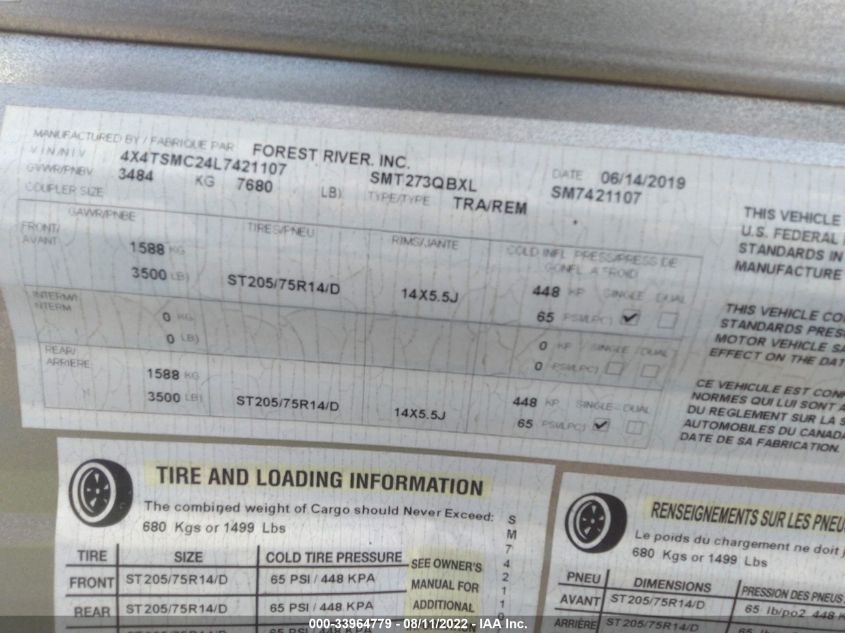 MANUFACTURED BY / FABRIQUE PAR FOREST RIVER, INC.
V I N / N I V 4X4TSMC24L7421107 SMT273QBXL DATE 06/14/2019
GVWR/PNBV 3484 KG 7680 LB) TYPE/TYPE TRA/REM SM7421107
COUPLER SIZE
GAWR/PNBE TIRES/PNEU RIMS/JANTE COLD INFL. PRESS/PRESS DE GONFL. A FROID
FRONT/ AVANT 1588 KG
3500 LB) ST205/75R14/D 14X5.5J 448 KP SINGLE DUAL
65 PSI/LPC)
INTERM/ INTERM 0 KG
0 LB) 0 KP SINGLE DUAL
0 PSI/LPC)
REAR/ ARRIERE 1588 KG
3500 LB) ST205/75R14/D 14X5.5J 448 KP SINGLE DUAL
65 PSI/LPC)
THIS VEHICLE
U.S. FEDERAL
STANDARDS IN
MANUFACTURE
THIS VEHICLE CO
STANDARDS PRES
MOTOR VEHICLE SA
EFFECT ON THE DAT
CE VEHICULE EST CONF
NORMES QUI LUI SONT A
DU REGLEMENT SUR LA S
AUTOMOBILES DU CANADA
DATE DE SA FABRICATION.
TIRE AND LOADING INFORMATION
The combined weight of Cargo should Never Exceed:
680 Kgs or 1499 Lbs
TIRE SIZE COLD TIRE PRESSURE
FRONT ST205/75R14/D 65 PSI / 448 KPA
REAR ST205/75R14/D 65 PSI / 448 KPA
SEE OWNER'S
MANUAL FOR
ADDITIONAL
SM74211
RENSEIGNEMENTS SUR LES PNEU
Le poids du chargement ne doit j
680 Kgs or 1499 Lbs
PNEU DIMENSIONS PRESSION DES PNEUS
AVANT ST205/75R14/D 65 lb/po2 448
ARRIÈRE ST205/75R14/D 65 lb/po2
000-33964779 - 08/11/2022 - IAA Inc.